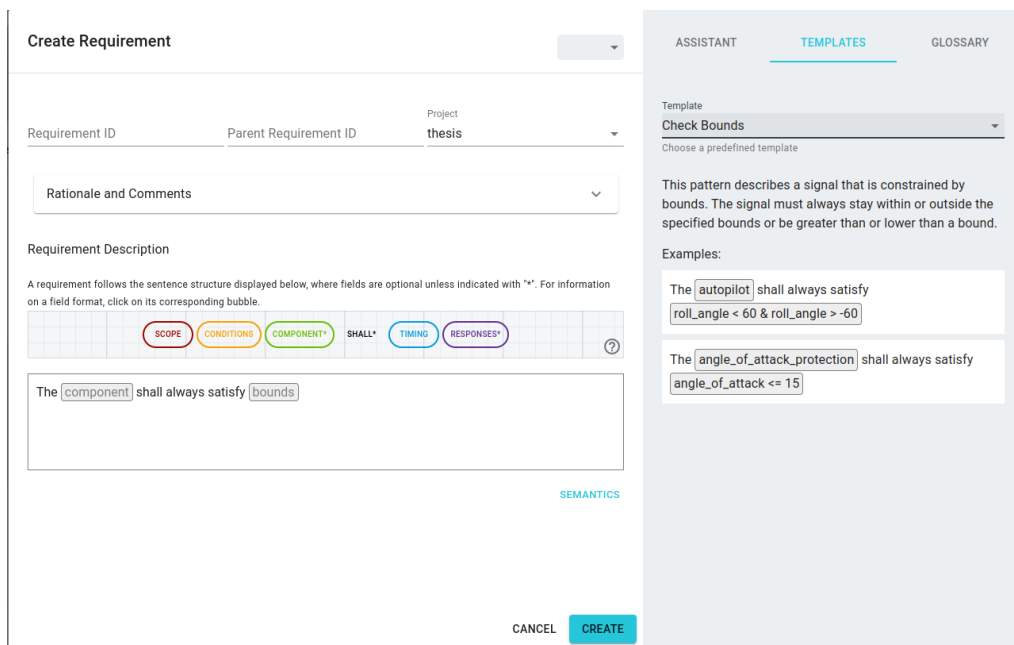 Create Requirement
Requirement ID
Parent Requirement ID
Project
thesis
Rationale and Comments
Requirement Description
A requirement follows the sentence structure displayed below, where fields are optional unless indicated with "*". For information
on a field format, click on its corresponding bubble.
SCOPE CONDITIONS COMPONENT* SHALL* TIMING RESPONSES*
?
The component shall always satisfy bounds
SEMANTICS
CANCEL CREATE
ASSISTANT TEMPLATES GLOSSARY
Template
Check Bounds
Choose a predefined template
This pattern describes a signal that is constrained by
bounds. The signal must always stay within or outside the
specified bounds or be greater than or lower than a bound.
Examples:
The autopilot shall always satisfy
roll_angle < 60 & roll_angle > -60
The angle_of_attack_protection shall always satisfy
angle_of_attack <= 15